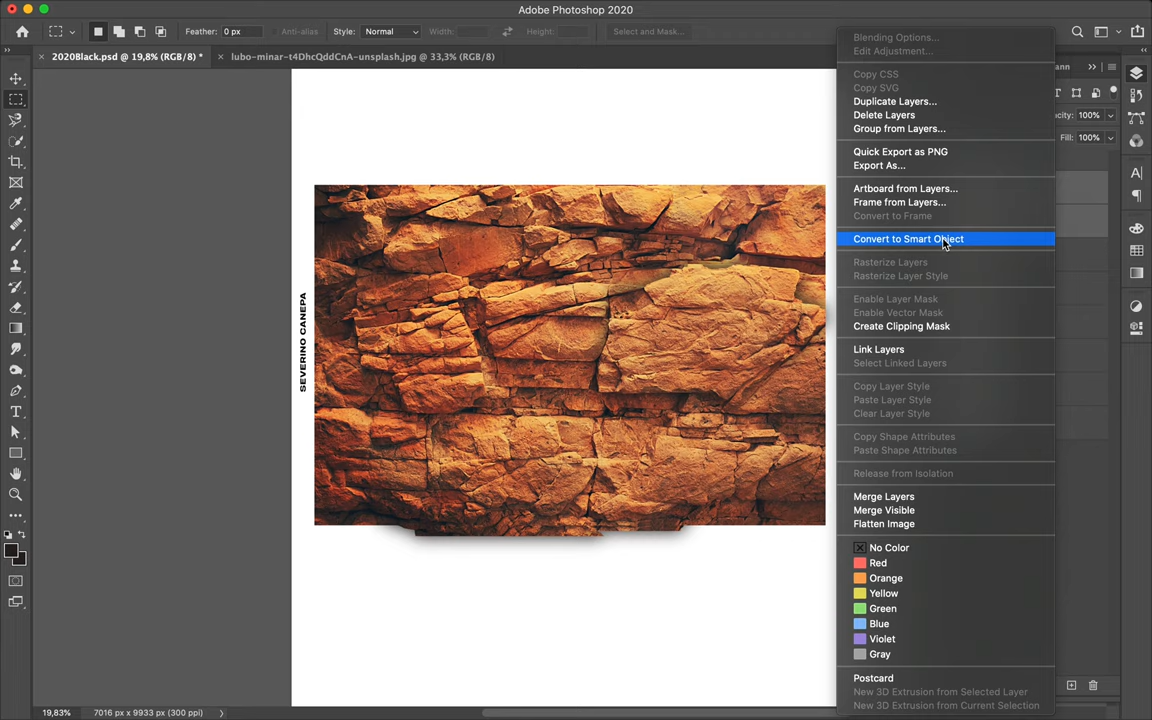 Adobe Photoshop 2020
Feather: 0 px Anti-alias Style: Normal Width: Height: Select and Mask...
2020Black.psd @ 19,8% (RGB/8) * lubo-minar-t4DhcQddCnA-unsplash.jpg @ 33,3% (RGB/8)
SEVERINO CANEPA
Blending Options...
Edit Adjustment...
Copy CSS
Copy SVG
Duplicate Layers...
Delete Layers
Group from Layers...
Quick Export as PNG
Export As...
Artboard from Layers...
Frame from Layers...
Convert to Frame
Convert to Smart Object
Rasterize Layers
Rasterize Layer Style
Enable Layer Mask
Enable Vector Mask
Create Clipping Mask
Link Layers
Select Linked Layers
Copy Layer Style
Paste Layer Style
Clear Layer Style
Copy Shape Attributes
Paste Shape Attributes
Release from Isolation
Merge Layers
Merge Visible
Flatten Image
No Color
Red
Orange
Yellow
Green
Blue
Violet
Gray
Postcard
New 3D Extrusion from Selected Layer
New 3D Extrusion from Current Selection
ann
acity: 100%
Fill: 100%
19,83% 7016 px x 9933 px (300 ppi)